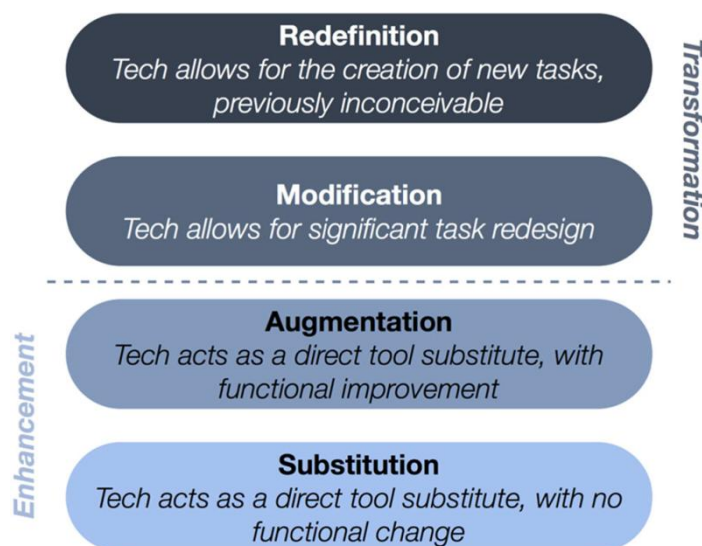 Redefinition
Tech allows for the creation of new tasks,
previously inconceivable
Transformation
Modification
Tech allows for significant task redesign
Augmentation
Tech acts as a direct tool substitute, with
functional improvement
Enhancement
Substitution
Tech acts as a direct tool substitute, with no
functional change